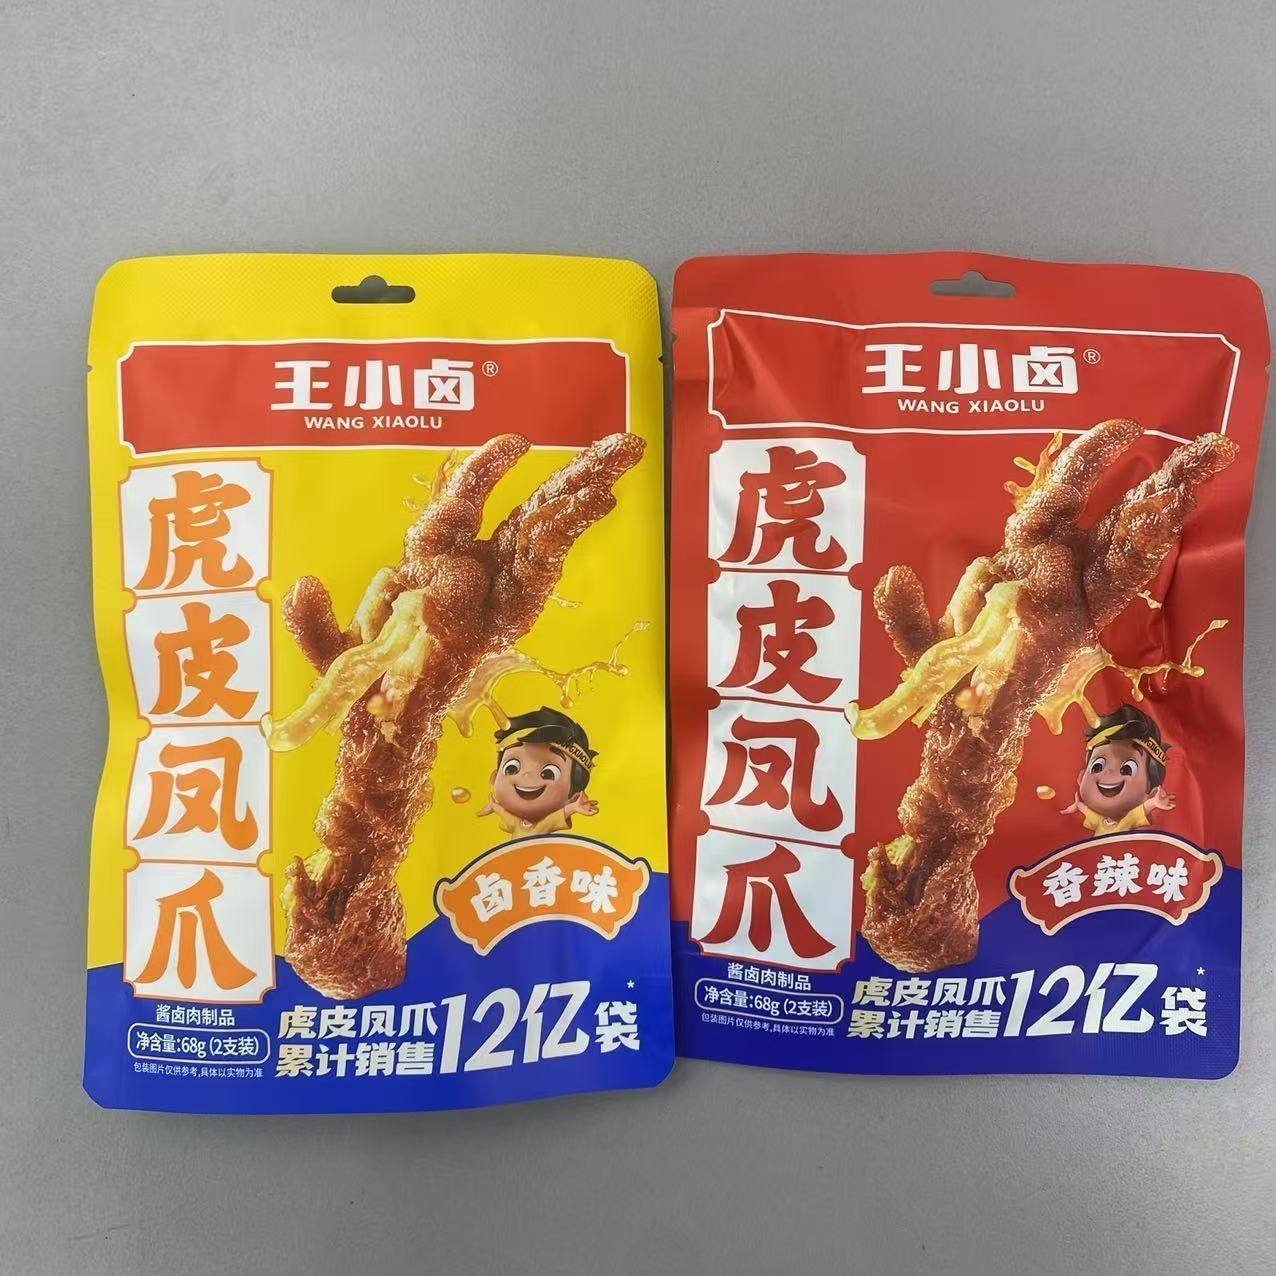 王小卤®
WANG XIAOLU
虎皮凤爪
卤香味
酱卤肉制品
净含量:68g (2支装)
包装图片仅供参考,具体以实物为准
虎皮凤爪
累计销售12亿袋*
王小卤®
WANG XIAOLU
虎皮凤爪
香辣味
酱卤肉制品
净含量:68g (2支装)
包装图片仅供参考,具体以实物为准
虎皮凤爪
累计销售12亿袋*